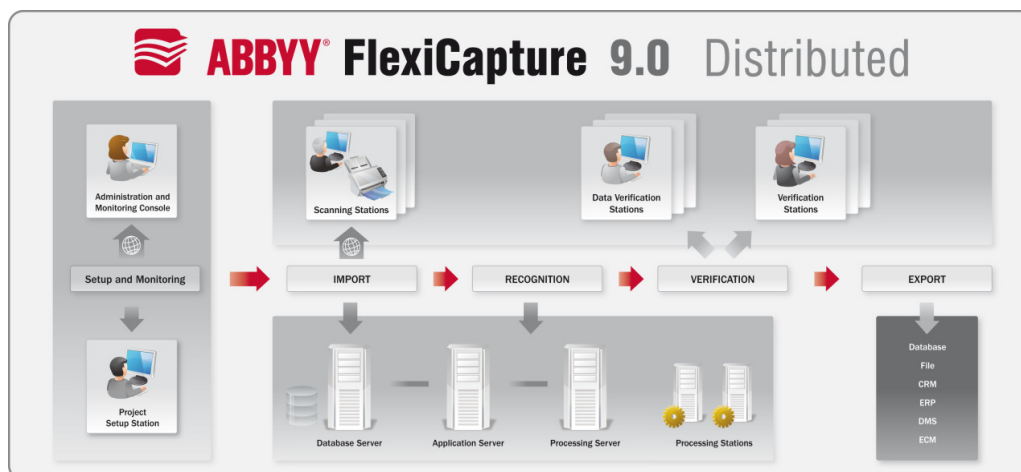 ABBYY® FlexiCapture 9.0 Distributed
Administration and
Monitoring Console
Setup and Monitoring
Project
Setup Station
Scanning Stations
Data Verification
Stations
Verification
Stations
IMPORT
RECOGNITION
VERIFICATION
EXPORT
Database Server
Application Server
Processing Server
Processing Stations
Database
File
CRM
ERP
DMS
ECM